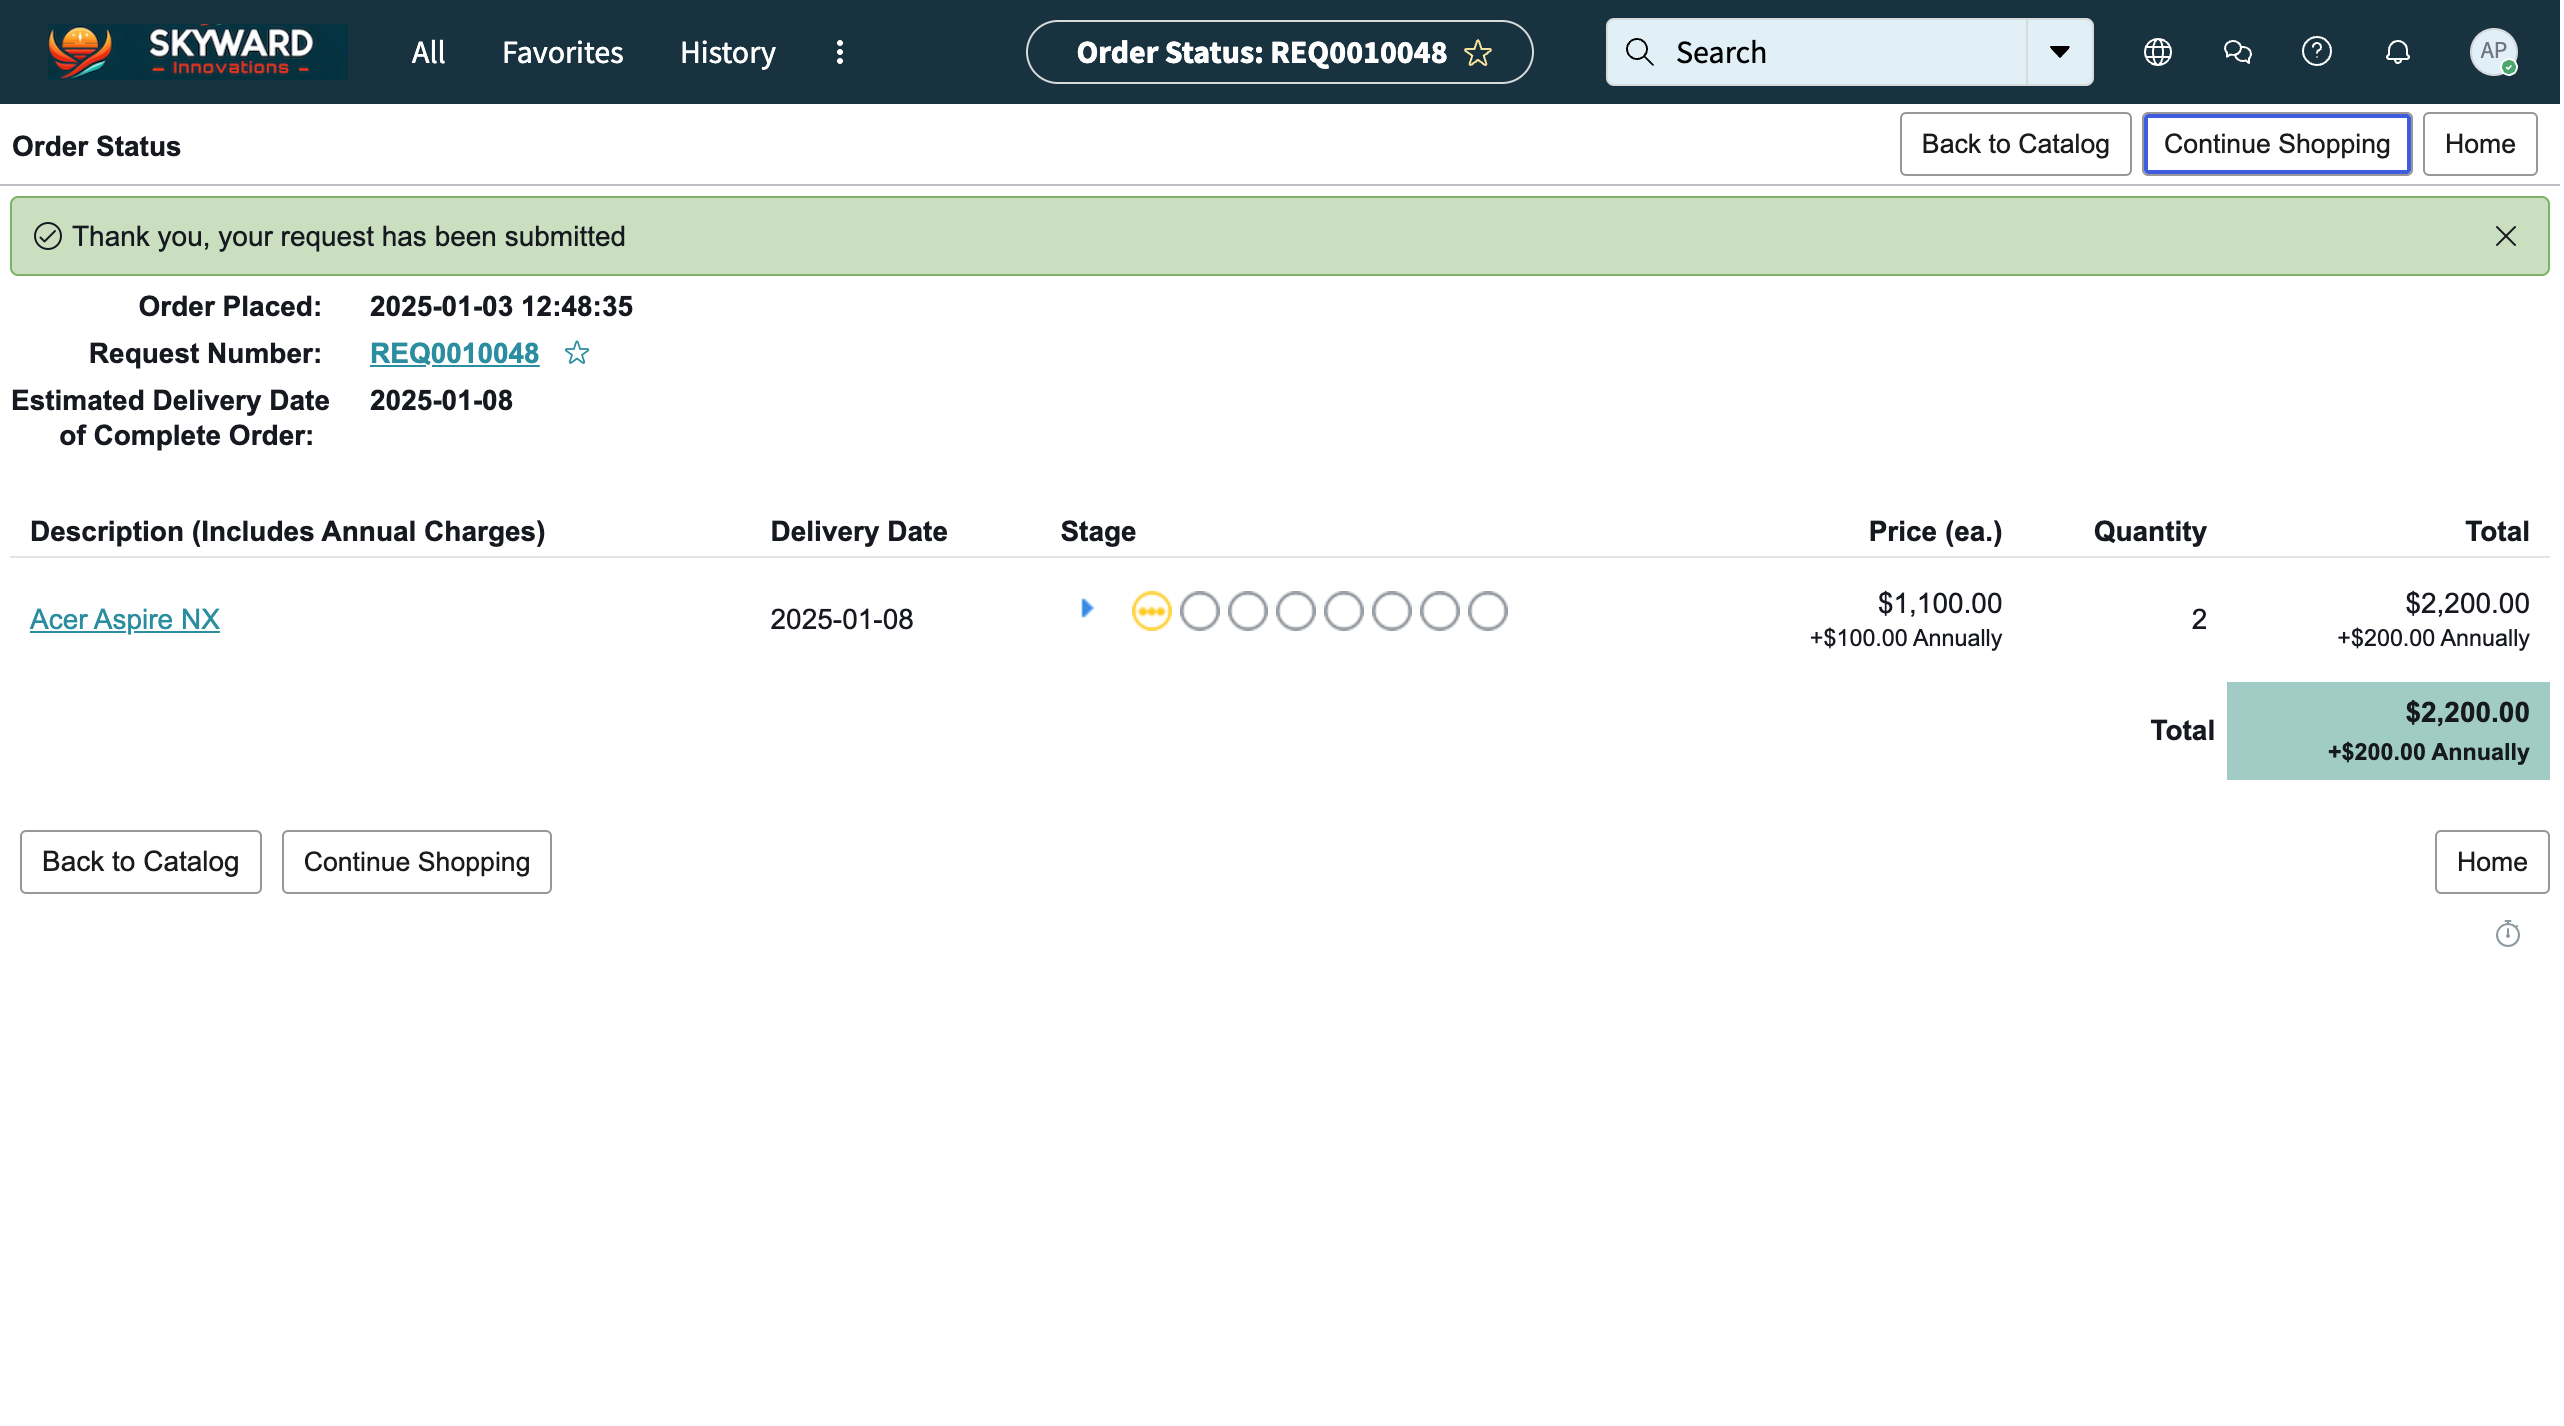 SKYWARD
Innovations
All
Favorites
History
Order Status: REQ0010048
Search
AP
Order Status
Back to Catalog
Continue Shopping
Home
Thank you, your request has been submitted
Order Placed: 2025-01-03 12:48:35
Request Number: REQ0010048
Estimated Delivery Date 2025-01-08
of Complete Order:
Description (Includes Annual Charges) Delivery Date Stage Price (ea.) Quantity Total
Acer Aspire NX 2025-01-08 $1,100.00 2 $2,200.00
+$100.00 Annually +$200.00 Annually
Total $2,200.00
+$200.00 Annually
Back to Catalog
Continue Shopping
Home